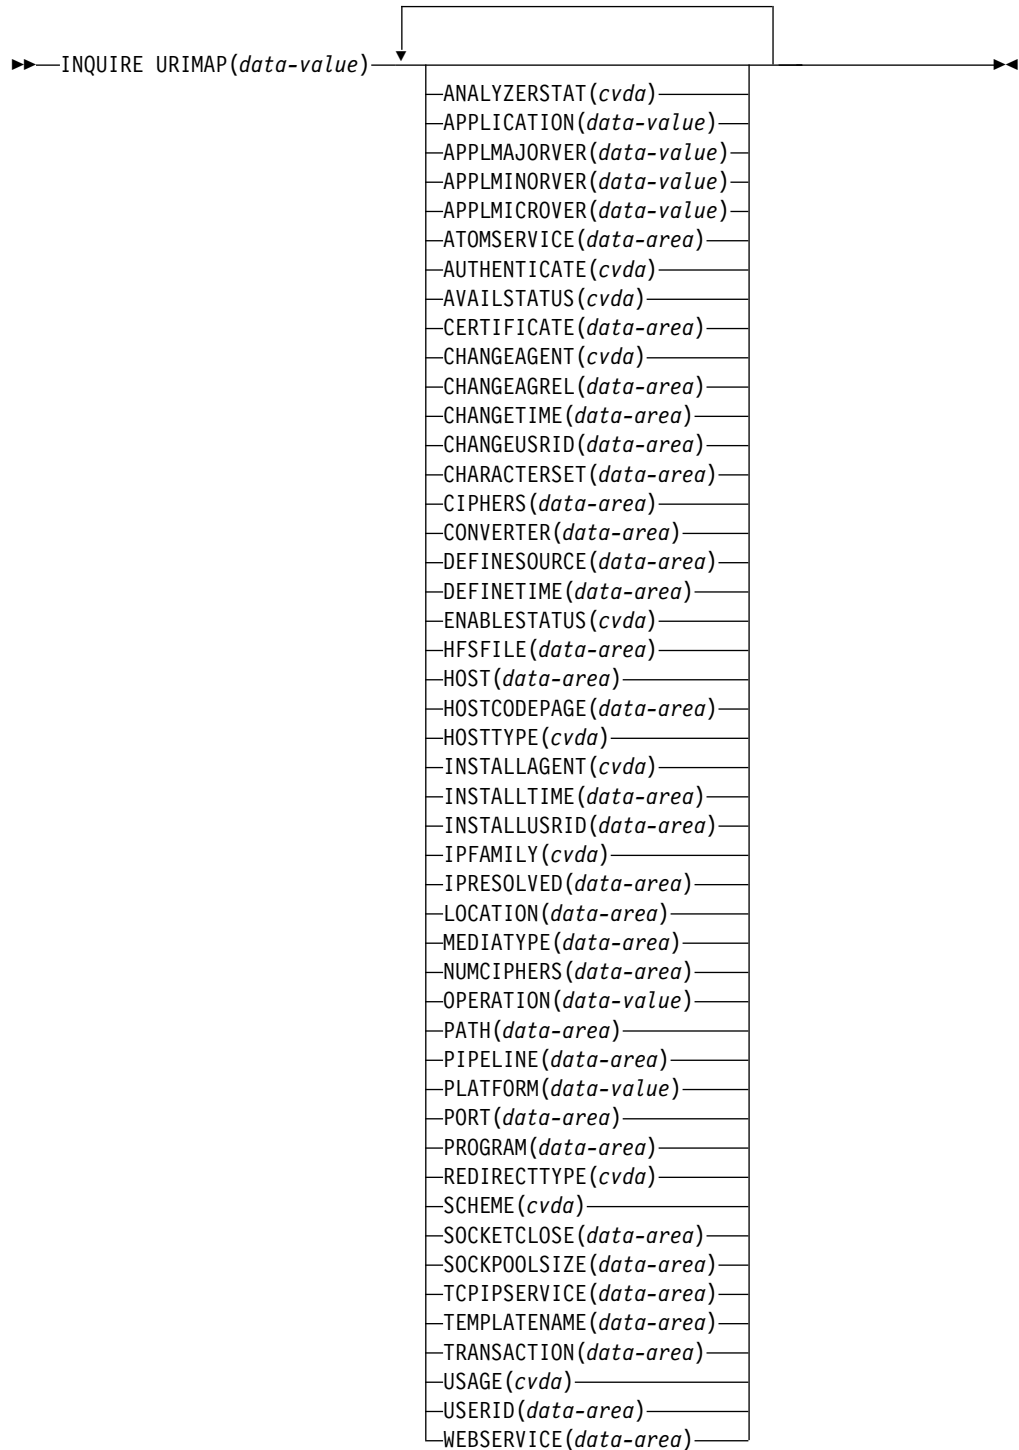 INQUIRE URIMAP(data-value)
ANALYZERSTAT(cvda)
APPLICATION(data-value)
APPLMAJORVER(data-value)
APPLMINORVER(data-value)
APPLMICROVER(data-value)
ATOMSERVICE(data-area)
AUTHENTICATE(cvda)
AVAILSTATUS(cvda)
CERTIFICATE(data-area)
CHANGEAGENT(cvda)
CHANGEAGREL(data-area)
CHANGETIME(data-area)
CHANGEUSRID(data-area)
CHARACTERSET(data-area)
CIPHERS(data-area)
CONVERTER(data-area)
DEFINESOURCE(data-area)
DEFINETIME(data-area)
ENABLESTATUS(cvda)
HFSFILE(data-area)
HOST(data-area)
HOSTCODEPAGE(data-area)
HOSTTYPE(cvda)
INSTALLAGENT(cvda)
INSTALLTIME(data-area)
INSTALLUSRID(data-area)
IPFAMILY(cvda)
IPRESOLVED(data-area)
LOCATION(data-area)
MEDIATYPE(data-area)
NUMCIPHERS(data-area)
OPERATION(data-value)
PATH(data-area)
PIPELINE(data-area)
PLATFORM(data-value)
PORT(data-area)
PROGRAM(data-area)
REDIRECTTYPE(cvda)
SCHEME(cvda)
SOCKETCLOSE(data-area)
SOCKPOOLSIZE(data-area)
TCPIPSERVICE(data-area)
TEMPLATENAME(data-area)
TRANSACTION(data-area)
USAGE(cvda)
USERID(data-area)
WEBSERVICE(data-area)